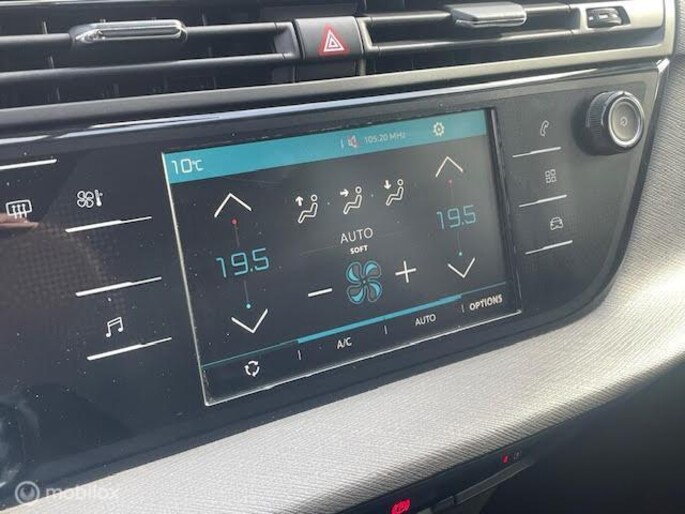 105.20 MHz
10°C
19.5
19.5
AUTO
SOFT
− +
A/C
AUTO
OPTIONS
mobilox